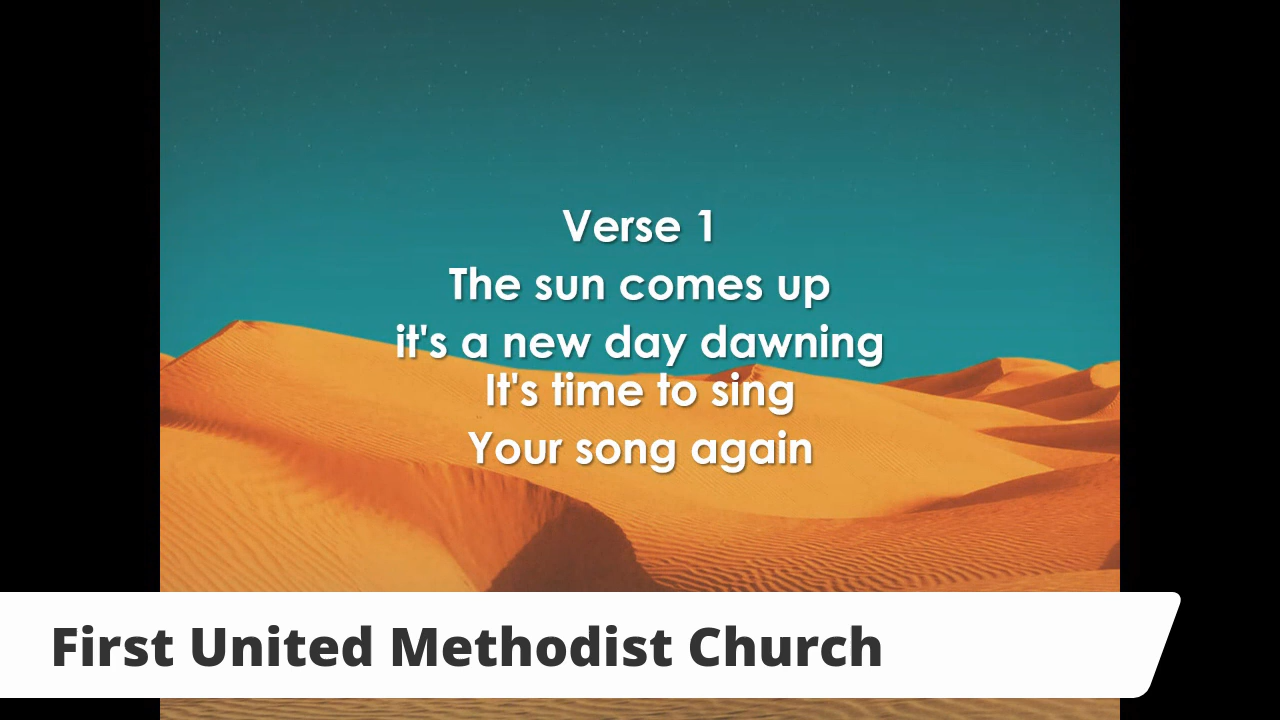 Verse 1
The sun comes up
it's a new day dawning
It's time to sing
Your song again
First United Methodist Church